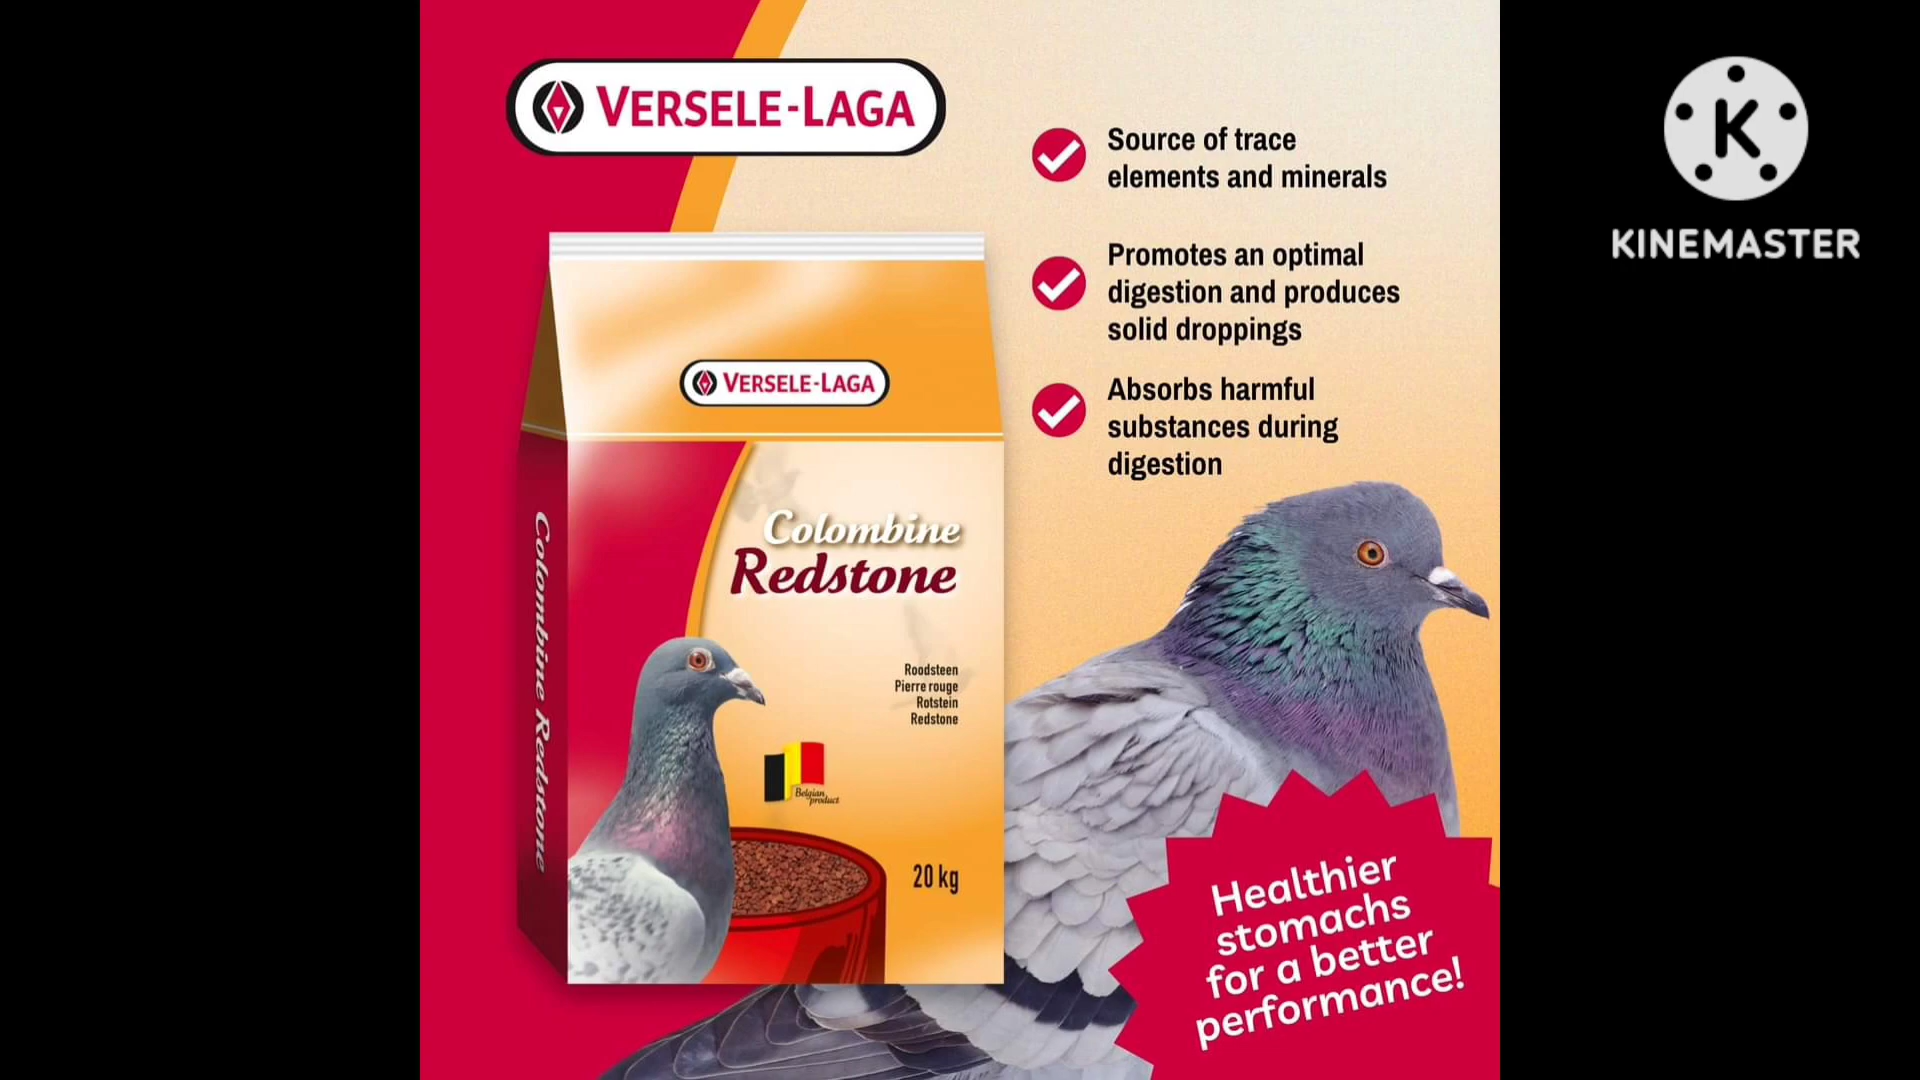 VERSELE-LAGA
Source of trace
elements and minerals
Promotes an optimal
digestion and produces
solid droppings
Absorbs harmful
substances during
digestion
VERSELE-LAGA
Colombine
Redstone
Colombine Redstone
Roodsteen
Pierre rouge
Rotstein
Redstone
Belgian
product
20 kg
Healthier
stomachs
for a better
performance!
K
KINEMASTER